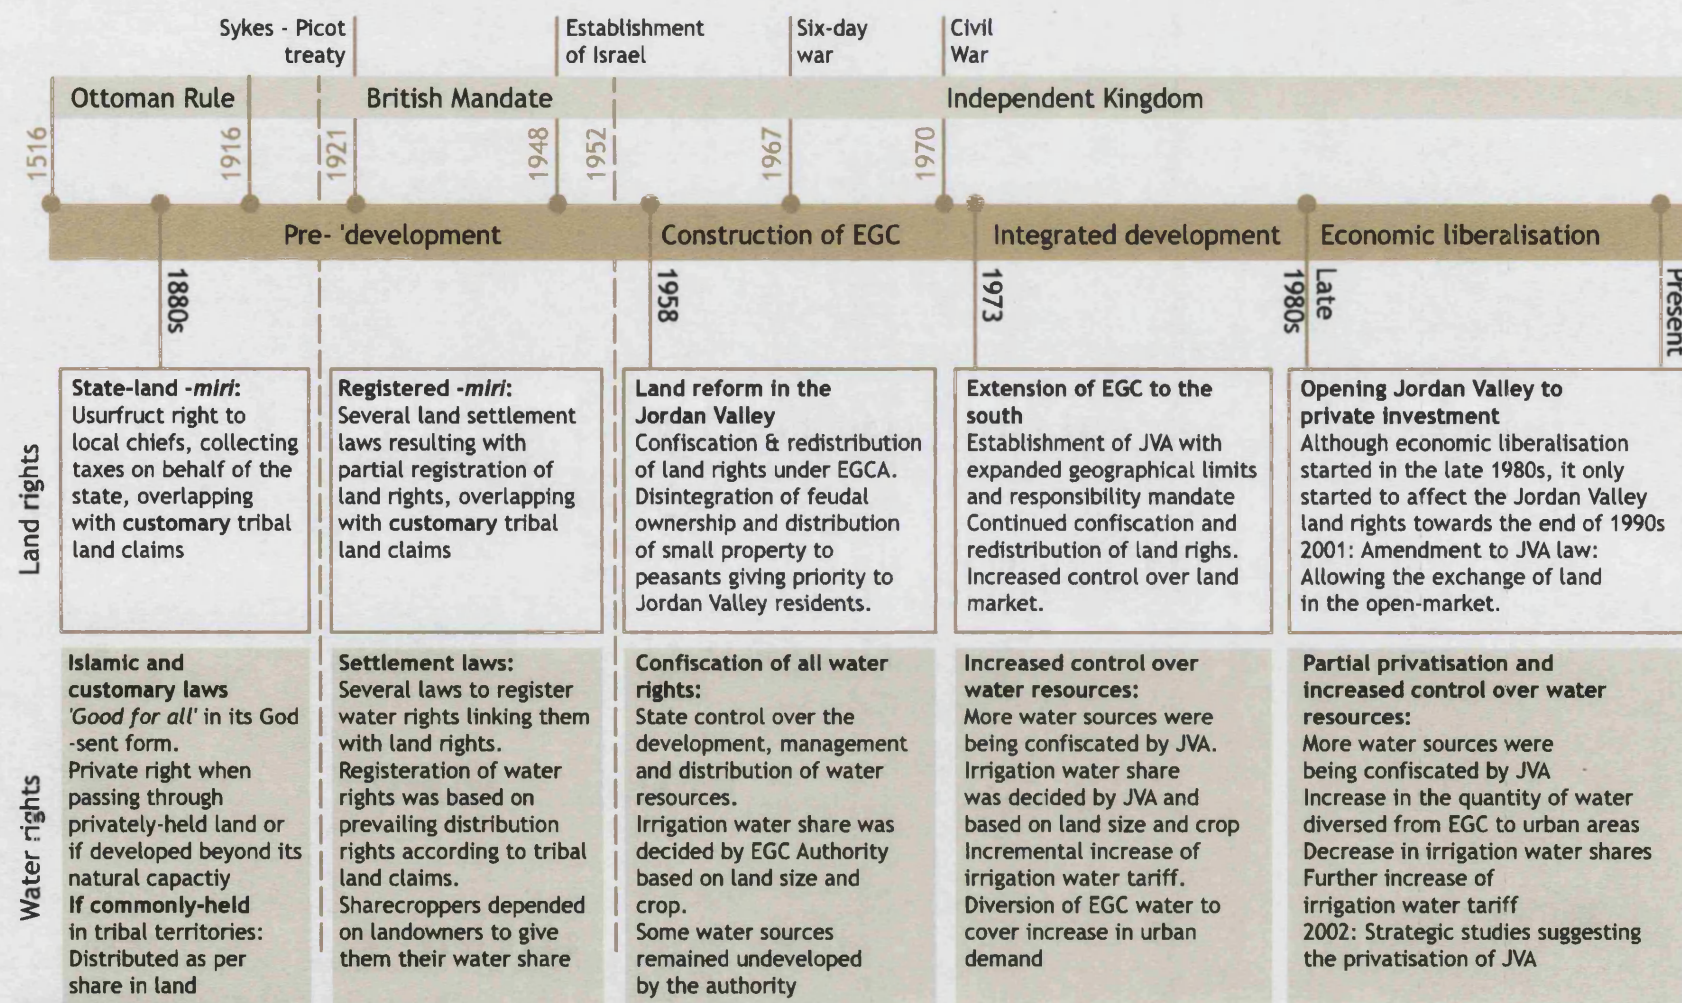 Sykes - Picot
treaty
Establishment
of Israel
Six-day
war
Civil
War
Ottoman Rule
British Mandate
Independent Kingdom
1516
1916
1921
1948
1952
1967
1970
Pre- 'development
Construction of EGC
Integrated development
Economic liberalisation
1880s
1958
1973
Late
1980s
Present
Land rights
State-land -miri:
Usurfruct right to
local chiefs, collecting
taxes on behalf of the
state, overlapping
with customary tribal
land claims
Registered -miri:
Several land settlement
laws resulting with
partial registration of
land rights, overlapping
with customary tribal
land claims
Land reform in the
Jordan Valley
Confiscation & redistribution
of land rights under EGCA.
Disintegration of feudal
ownership and distribution
of small property to
peasants giving priority to
Jordan Valley residents.
Extension of EGC to the
south
Establishment of JVA with
expanded geographical limits
and responsibility mandate
Continued confiscation and
redistribution of land righs.
Increased control over land
market.
Opening Jordan Valley to
private investment
Although economic liberalisation
started in the late 1980s, it only
started to affect the Jordan Valley
land rights towards the end of 1990s
2001: Amendment to JVA law:
Allowing the exchange of land
in the open-market.
Water rights
Islamic and
customary laws
'Good for all' in its God
-sent form.
Private right when
passing through
privately-held land or
if developed beyond its
natural capactiy
If commonly-held
in tribal territories:
Distributed as per
share in land
Settlement laws:
Several laws to register
water rights linking them
with land rights.
Registeration of water
rights was based on
prevailing distribution
rights according to tribal
land claims.
Sharecroppers depended
on landowners to give
them their water share
Confiscation of all water
rights:
State control over the
development, management
and distribution of water
resources.
Irrigation water share was
decided by EGC Authority
based on land size and
crop.
Some water sources
remained undeveloped
by the authority
Increased control over
water resources:
More water sources were
being confiscated by JVA.
Irrigation water share
was decided by JVA and
based on land size and crop
Incremental increase of
irrigation water tariff.
Diversion of EGC water to
cover increase in urban
demand
Partial privatisation and
increased control over water
resources:
More water sources were
being confiscated by JVA
Increase in the quantity of water
diversed from EGC to urban areas
Decrease in irrigation water shares
Further increase of
irrigation water tariff
2002: Strategic studies suggesting
the privatisation of JVA